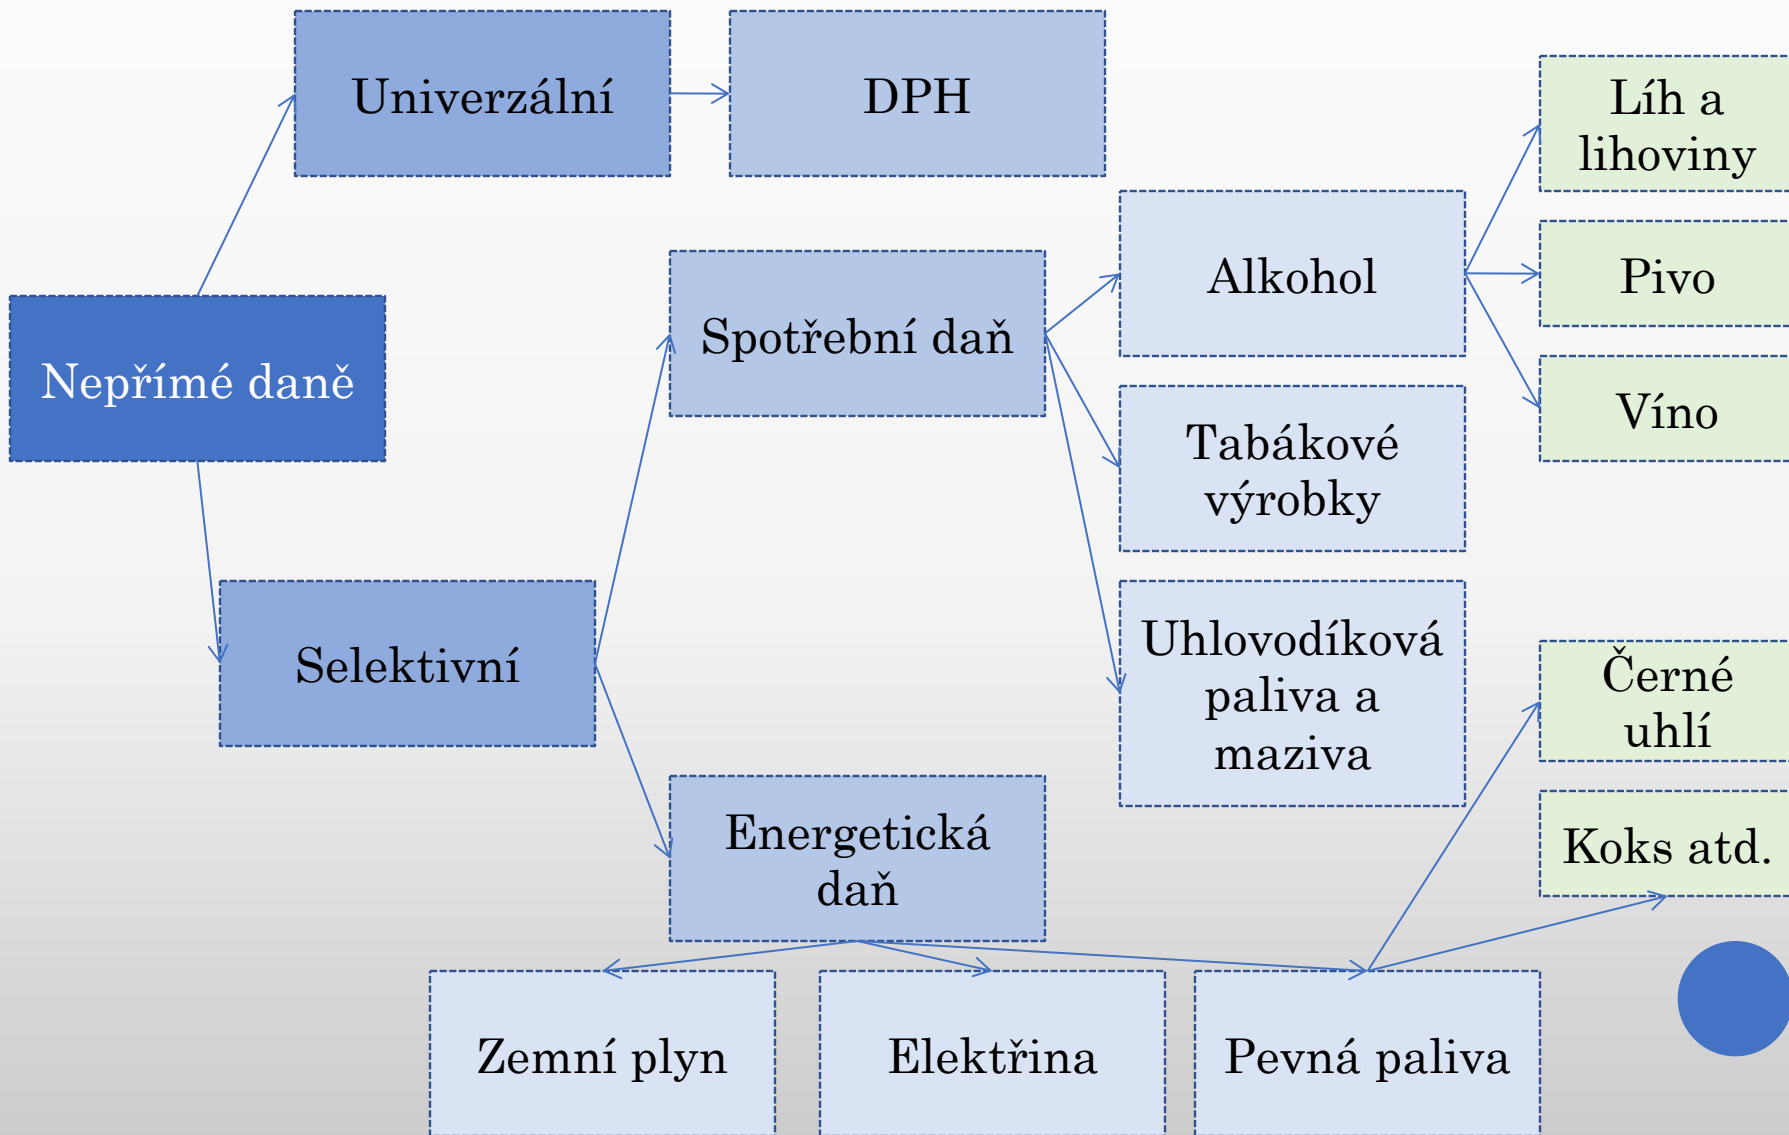 Univerzální
DPH
Líh a
lihoviny
Alkohol
Pivo
Spotřební daň
Nepřímé daně
Víno
Tabákové
výrobky
Selektivní
Uhlovodíková
paliva a
maziva
Černé
uhlí
Energetická
daň
Koks atd.
Zemní plyn
Elektřina
Pevná paliva